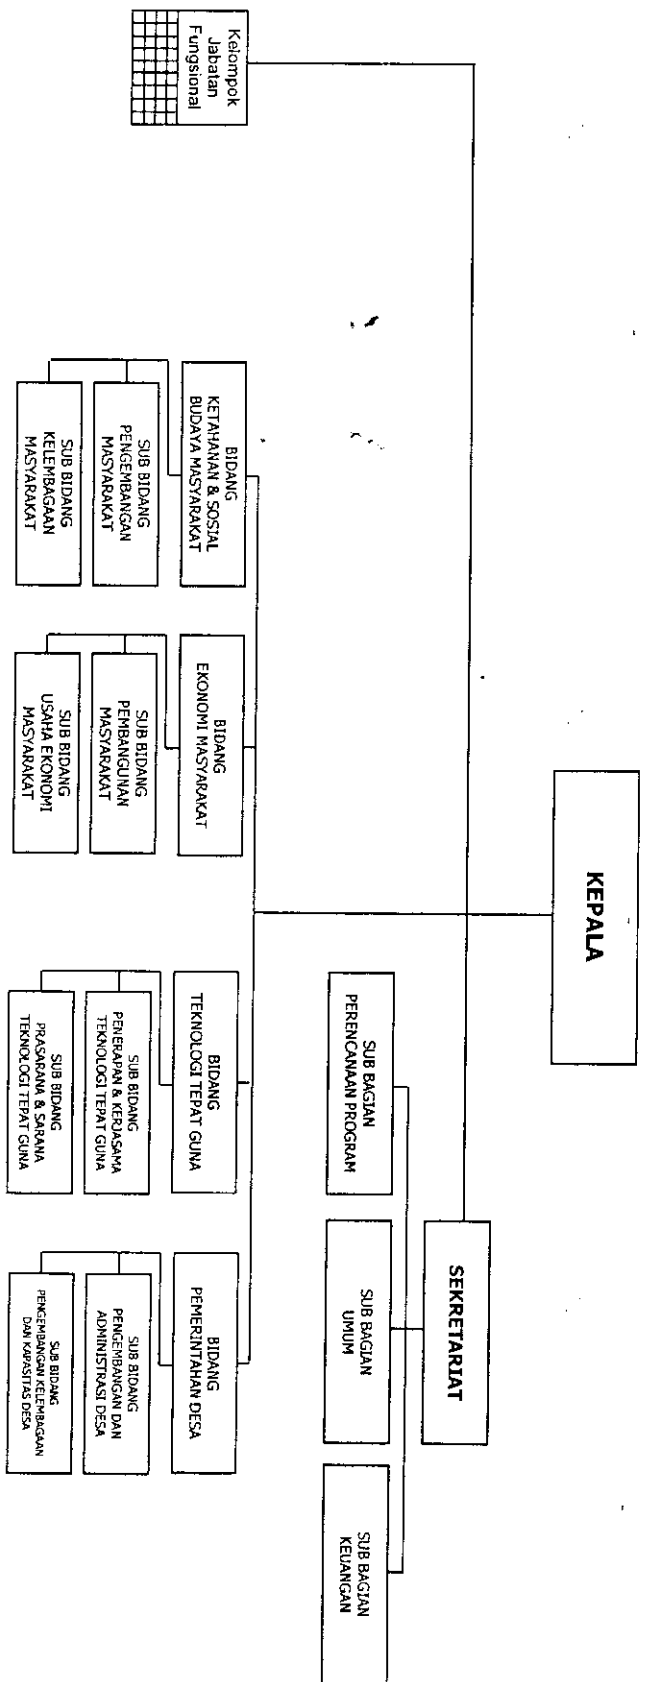 KEPALA
Kelompok
Jabatan
Fungsional
SEKRETARIAT
SUB BAGIAN
PERENCANAAN PROGRAM
SUB BAGIAN
UMUM
SUB BAGIAN
KEUANGAN
BIDANG
KETAHANAN & SOSIAL
BUDAYA MASYARAKAT
SUB BIDANG
PENGEMBANGAN
MASYARAKAT
SUB BIDANG
KELEMBAGAAN
MASYARAKAT
BIDANG
EKONOMI MASYARAKAT
SUB BIDANG
PEMBANGUNAN
MASYARAKAT
SUB BIDANG
USAHA EKONOMI
MASYARAKAT
BIDANG
TEKNOLOGI TEPAT GUNA
SUB BIDANG
PENERAPAN & KERJASAMA
TEKNOLOGI TEPAT GUNA
SUB BIDANG
PRASARANA & SARANA
TEKNOLOGI TEPAT GUNA
BIDANG
PEMERINTAHAN DESA
SUB BIDANG
PENGEMBANGAN DAN
ADMINISTRASI DESA
SUB BIDANG
PENGEMBANGAN KELEMBAGAAN
DAN KAPASITAS DESA